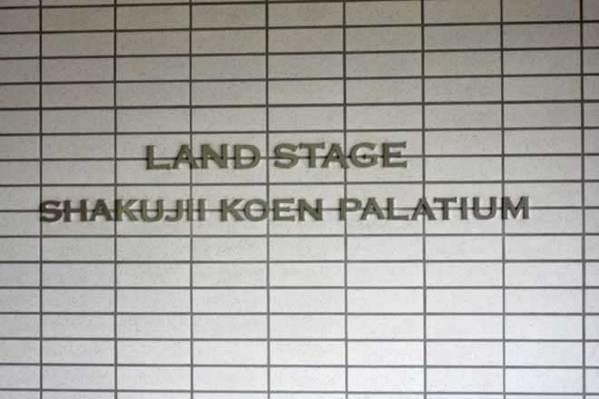 LAND STAGE
SHAKUJII KOEN PALATIUM